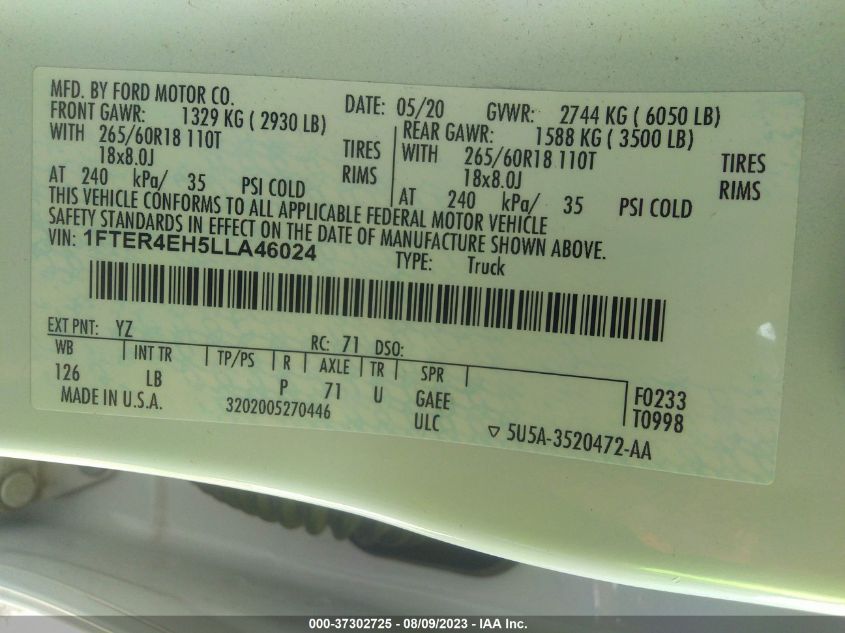 MFD. BY FORD MOTOR CO. DATE: 05/20 GVWR: 2744 KG ( 6050 LB)
FRONT GAWR: 1329 KG ( 2930 LB) REAR GAWR: 1588 KG ( 3500 LB)
WITH 265/60R18 110T TIRES WITH 265/60R18 110T TIRES
18x8.0J RIMS 18x8.0J RIMS
AT 240 kPa/ 35 PSI COLD AT 240 kPa/ 35 PSI COLD
THIS VEHICLE CONFORMS TO ALL APPLICABLE FEDERAL MOTOR VEHICLE
SAFETY STANDARDS IN EFFECT ON THE DATE OF MANUFACTURE SHOWN ABOVE.
VIN: 1FTER4EH5LLA46024 TYPE: Truck
EXT PNT: YZ RC: 71 DSO:
WB INT TR TP/PS R AXLE TR SPR
126 LB P 71 U GAEE F0233
MADE IN U.S.A. 3202005270446 ULC T0998
5U5A-3520472-AA
000-37302725 - 08/09/2023 - IAA Inc.